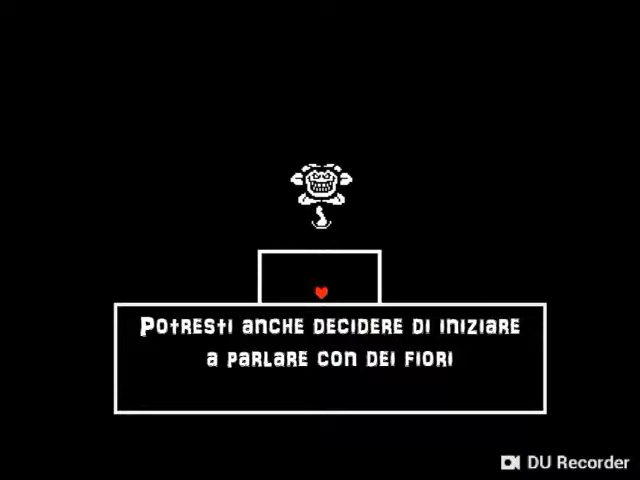 Potresti anche decidere di iniziare
a parlare con dei fiori
DU Recorder